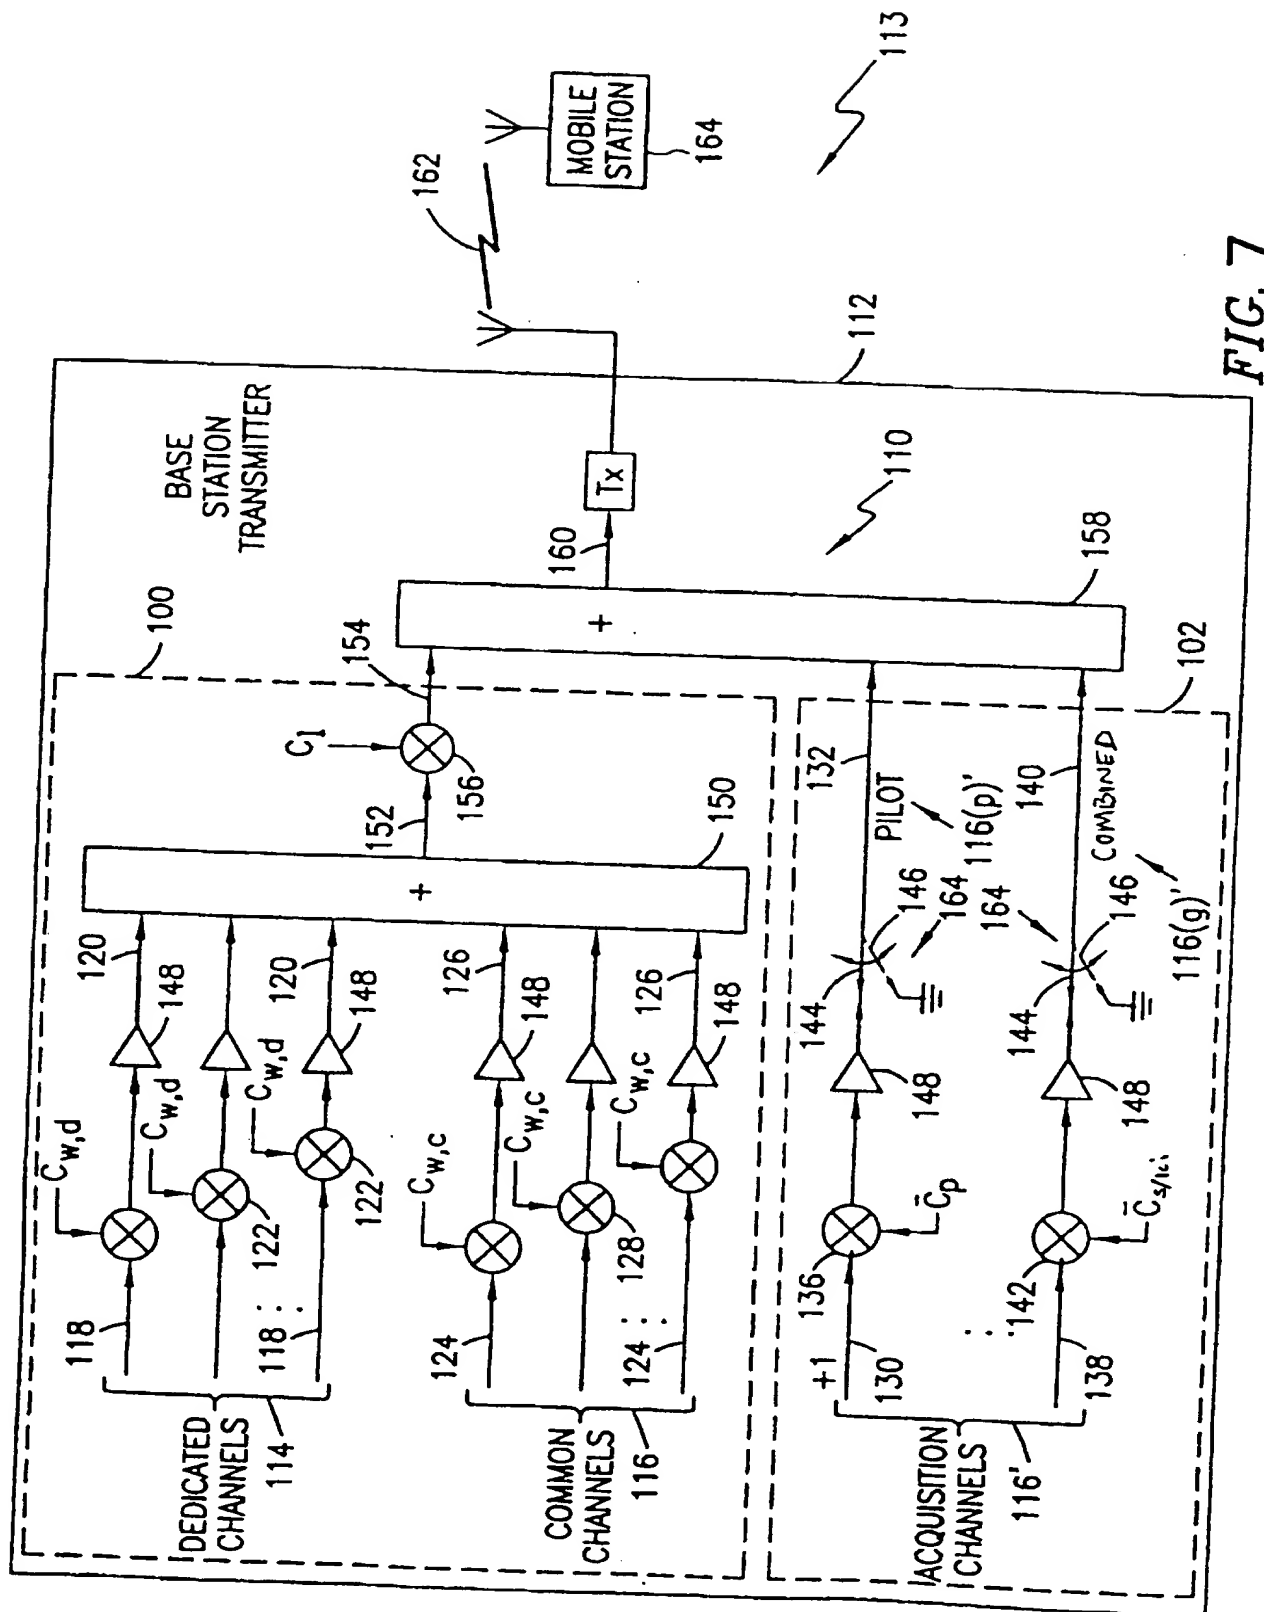 BASE
STATION
TRANSMITTER
100
154
C1
152
156
150
+
120
120
148
148
Cw,d
Cw,d
Cw,d
122
122
118
118
:
DEDICATED
CHANNELS
114
126
126
148
148
Cw,c
Cw,c
Cw,c
128
124
124
:
COMMON
CHANNELS
116
+
158
160
Tx
110
112
162
MOBILE
STATION
164
113
102
132
PILOT
116(p)'
146
164
144
148
C̄p
136
+1
130
:
140
COMBINED
116(g)'
146
164
144
148
C̄s/lci
142
138
ACQUISITION
CHANNELS
116'
FIG. 7